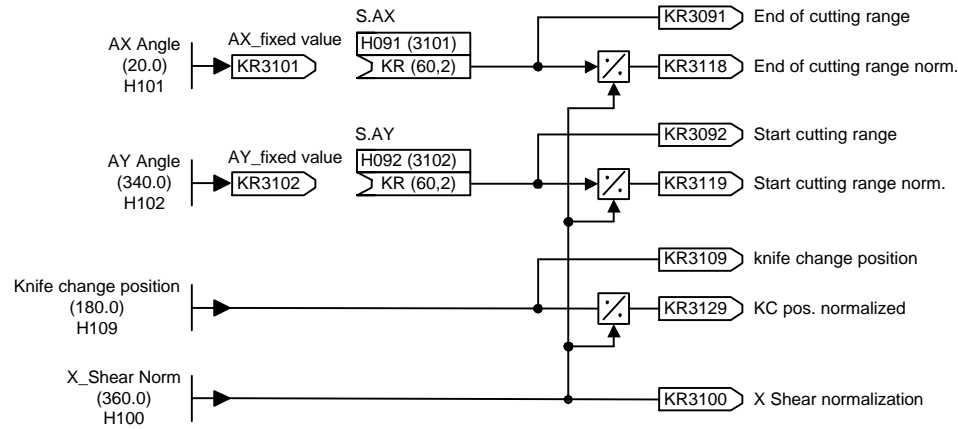 S.AX
KR3091 End of cutting range
AX Angle
(20.0)
H101
AX_fixed value
KR3101
H091 (3101)
KR (60,2)
KR3118 End of cutting range norm.
S.AY
KR3092 Start cutting range
AY Angle
(340.0)
H102
AY_fixed value
KR3102
H092 (3102)
KR (60,2)
KR3119 Start cutting range norm.
KR3109 knife change position
Knife change position
(180.0)
H109
KR3129 KC pos. normalized
X_Shear Norm
(360.0)
H100
KR3100 X Shear normalization